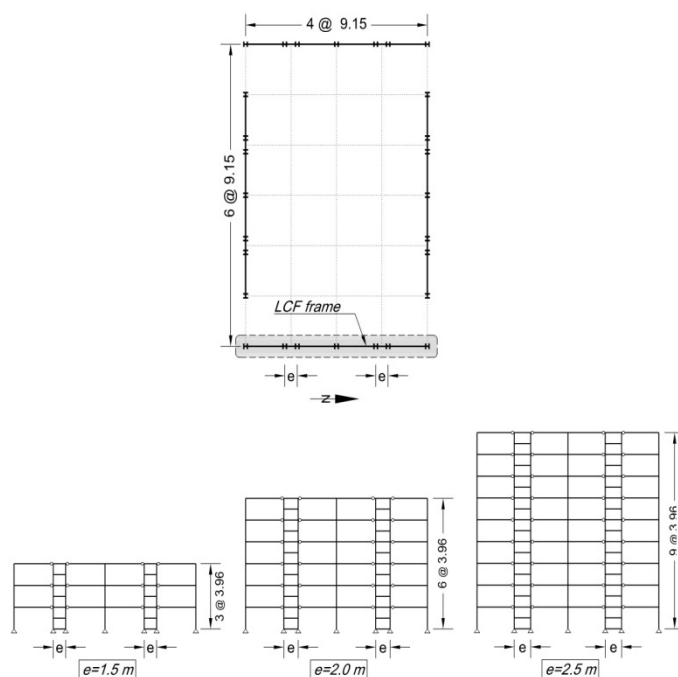 4 @ 9.15
6 @ 9.15
LCF frame
e
e
N
3 @ 3.96
6 @ 3.96
9 @ 3.96
e
e
e
e
e
e
e=1.5 m
e=2.0 m
e=2.5 m